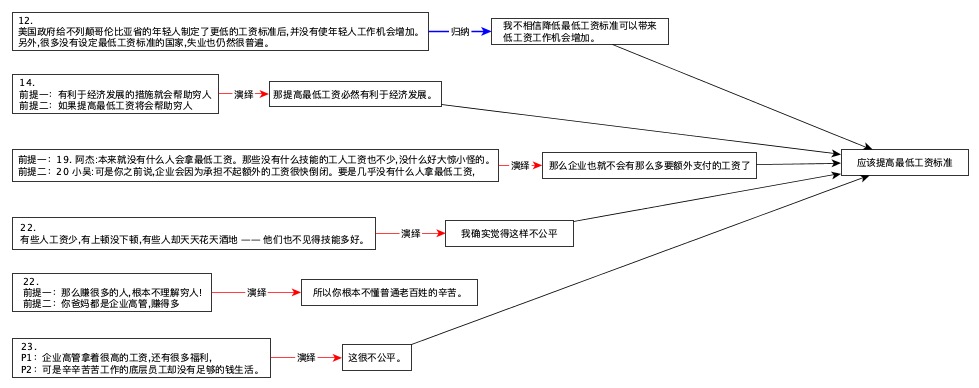 12.
美国政府给不列颠哥伦比亚省的年轻人制定了更低的工资标准后,并没有使年轻人工作机会增加。
另外,很多没有设定最低工资标准的国家,失业也仍然很普遍。
归纳
我不相信降低最低工资标准可以带来
低工资工作机会增加。
14.
前提一：有利于经济发展的措施就会帮助穷人
前提二：如果提高最低工资将会帮助穷人
演绎
那提高最低工资必然有利于经济发展。
前提一：19. 阿杰:本来就没有什么人会拿最低工资。那些没有什么技能的工人工资也不少,没什么好大惊小怪的。
前提二：20 小吴:可是你之前说,企业会因为承担不起额外的工资很快倒闭。要是几乎没有什么人拿最低工资,
演绎
那么企业也就不会有那么多要额外支付的工资了
应该提高最低工资标准
22.
有些人工资少,有上顿没下顿,有些人却天天花天酒地 —— 他们也不见得技能多好。
演绎
我确实觉得这样不公平
22.
前提一：那么赚很多的人,根本不理解穷人!
前提二：你爸妈都是企业高管,赚得多
演绎
所以你根本不懂普通老百姓的辛苦。
23.
P1：企业高管拿着很高的工资,还有很多福利,
P2：可是辛辛苦苦工作的底层员工却没有足够的钱生活。
演绎
这很不公平。